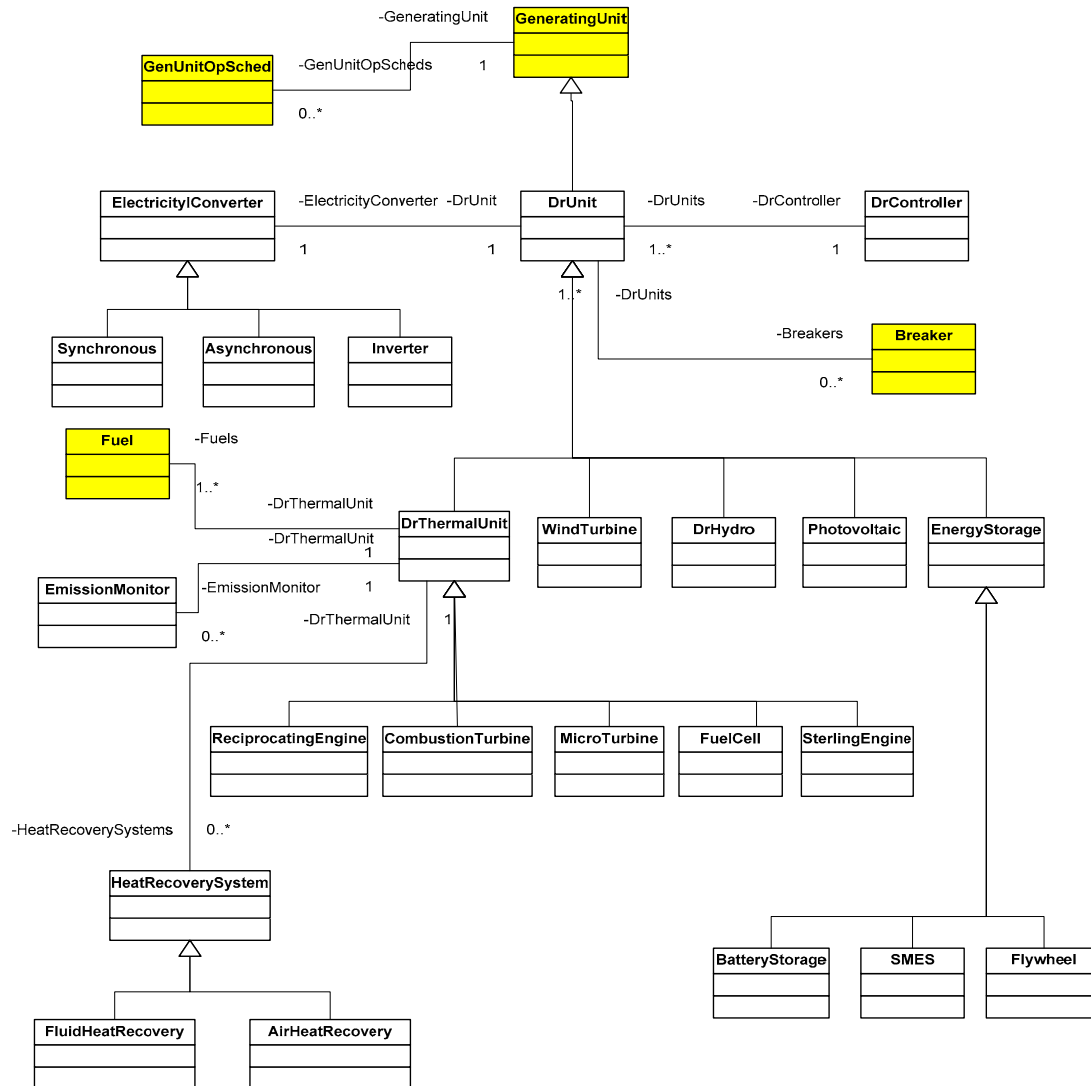 -GeneratingUnit
GeneratingUnit
GenUnitOpSched
-GenUnitOpScheds
1
0..*
ElectricitylConverter
-ElectricityConverter
-DrUnit
DrUnit
-DrUnits
-DrController
DrController
1
1
1..*
1
1..*
-DrUnits
-Breakers
Breaker
0..*
Synchronous
Asynchronous
Inverter
Fuel
-Fuels
1..*
-DrThermalUnit
DrThermalUnit
WindTurbine
DrHydro
Photovoltaic
EnergyStorage
-DrThermalUnit
1
EmissionMonitor
-EmissionMonitor
1
0..*
-DrThermalUnit
1
ReciprocatingEngine
CombustionTurbine
MicroTurbine
FuelCell
SterlingEngine
-HeatRecoverySystems
0..*
HeatRecoverySystem
BatteryStorage
SMES
Flywheel
FluidHeatRecovery
AirHeatRecovery